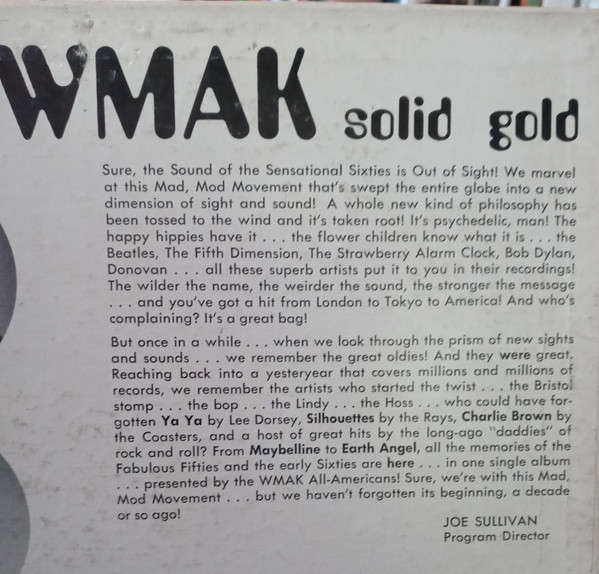 WMAK solid gold
Sure, the Sound of the Sensational Sixties is Out of Sight! We marvel
at this Mad, Mod Movement that's swept the entire globe into a new
dimension of sight and sound! A whole new kind of philosophy has
been tossed to the wind and it's taken root! It's psychedelic, man! The
happy hippies have it . . . the flower children know what it is . . . the
Beatles, The Fifth Dimension, The Strawberry Alarm Clock, Bob Dylan,
Donovan . . . all these superb artists put it to you in their recordings!
The wilder the name, the weirder the sound, the stronger the message
. . . and you've got a hit from London to Tokyo to America! And who's
complaining? It's a great bag!
But once in a while . . . when we look through the prism of new sights
and sounds . . . we remember the great oldies! And they were great.
Reaching back into a yesteryear that covers millions and millions of
records, we remember the artists who started the twist . . . the Bristol
stomp . . . the bop . . . the Lindy . . . the Hoss . . . who could have for-
gotten Ya Ya by Lee Dorsey, Silhouettes by the Rays, Charlie Brown by
the Coasters, and a host of great hits by the long-ago "daddies" of
rock and roll? From Maybelline to Earth Angel, all the memories of the
Fabulous Fifties and the early Sixties are here . . . in one single album
. . . presented by the WMAK All-Americans! Sure, we're with this Mad,
Mod Movement . . . but we haven't forgotten its beginning, a decade
or so ago!
JOE SULLIVAN
Program Director